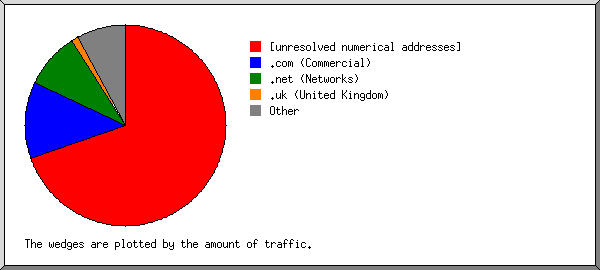 [unresolved numerical addresses]
.com (Commercial)
.net (Networks)
.uk (United Kingdom)
Other
The wedges are plotted by the amount of traffic.